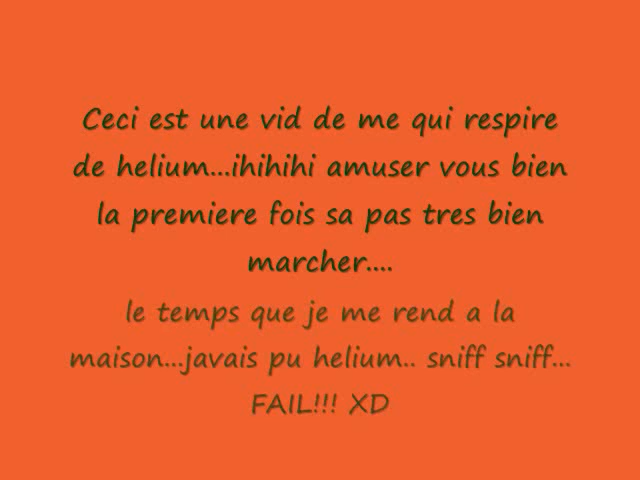 Ceci est une vid de me qui respire
de helium...ihihihi amuser vous bien
la premiere fois sa pas tres bien
marcher....
le temps que je me rend a la
maison...javais pu helium.. sniff sniff...
FAIL!!! XD